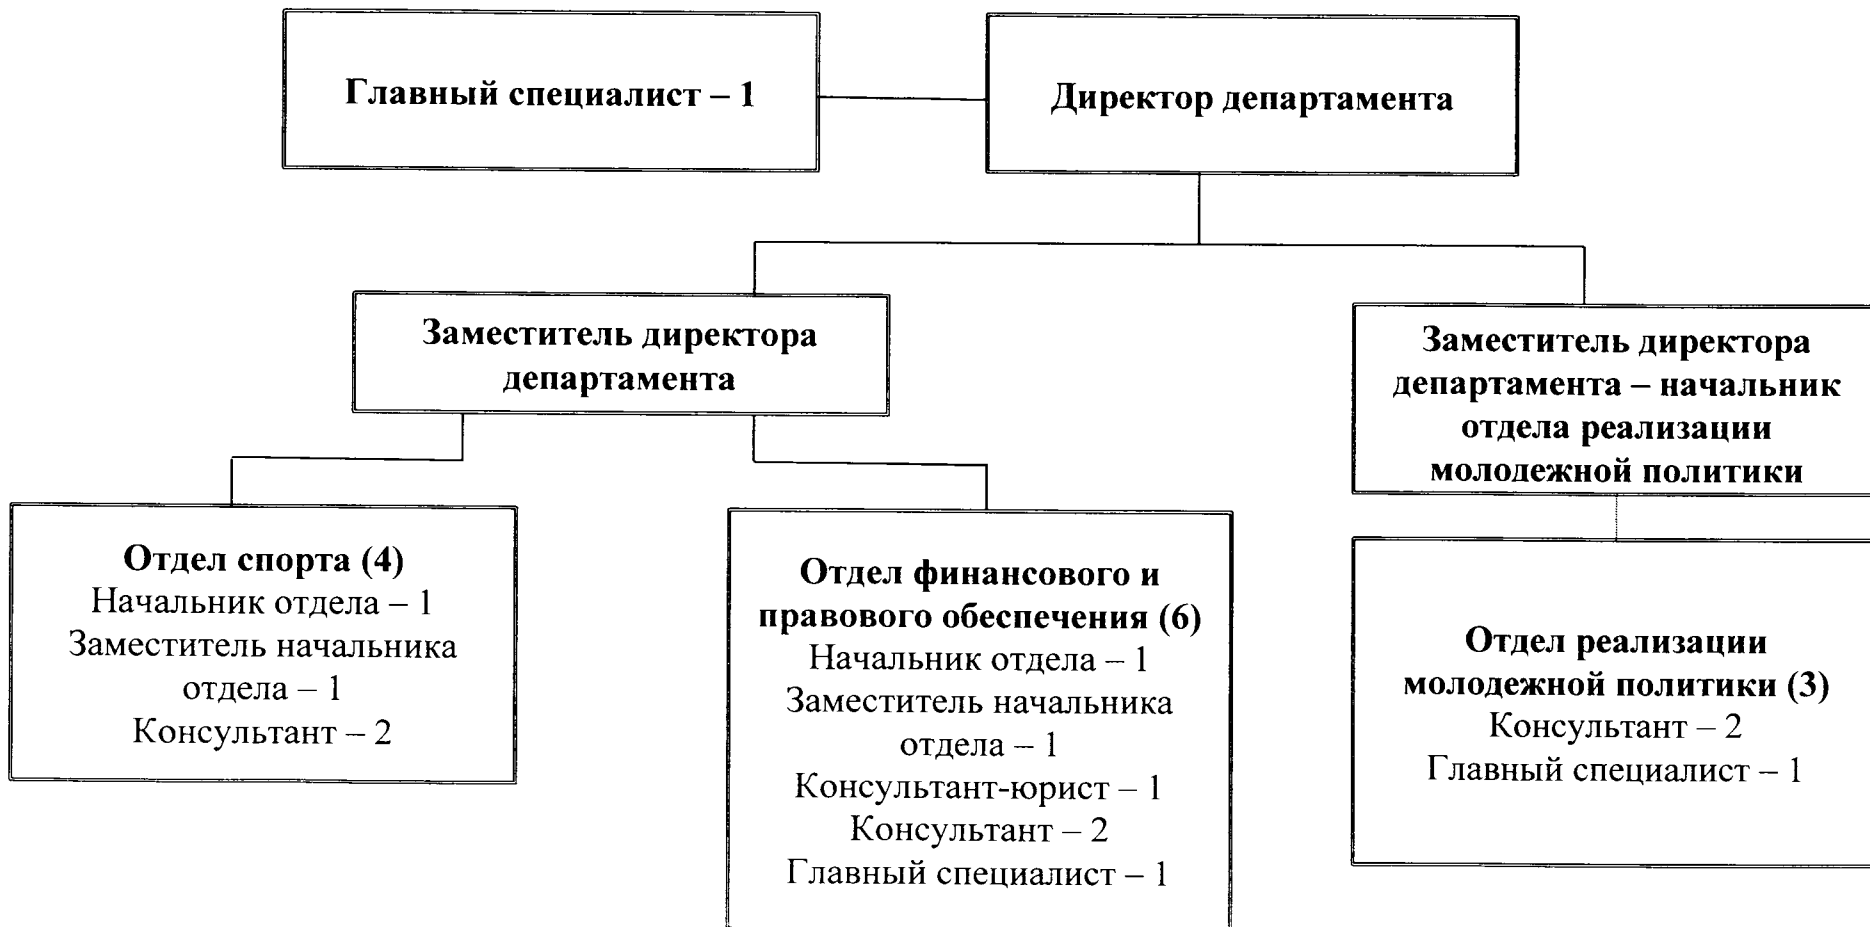 Главный специалист – 1
Директор департамента
Заместитель директора
департамента
Заместитель директора
департамента – начальник
отдела реализации
молодежной политики
Отдел спорта (4)
Начальник отдела – 1
Заместитель начальника
отдела – 1
Консультант – 2
Отдел финансового и
правового обеспечения (6)
Начальник отдела – 1
Заместитель начальника
отдела – 1
Консультант-юрист – 1
Консультант – 2
Главный специалист – 1
Отдел реализации
молодежной политики (3)
Консультант – 2
Главный специалист – 1